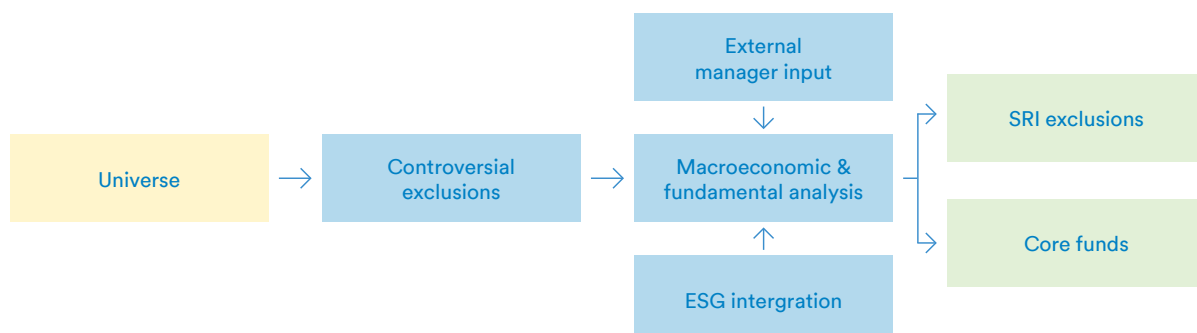 External
manager input
SRI exclusions
Universe
Controversial
exclusions
Macroeconomic &
fundamental analysis
Core funds
ESG intergration